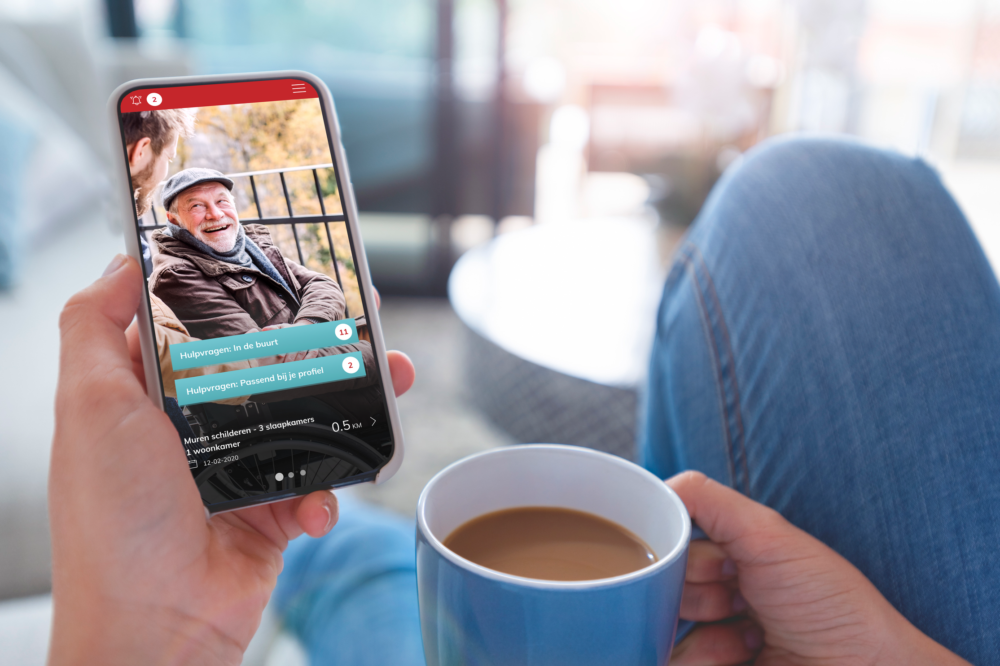 2
Hulpvragen: In de buurt 11
Hulpvragen: Passend bij je profiel 2
Muren schilderen - 3 slaapkamers
1 woonkamer
0.5 KM
12-02-2020